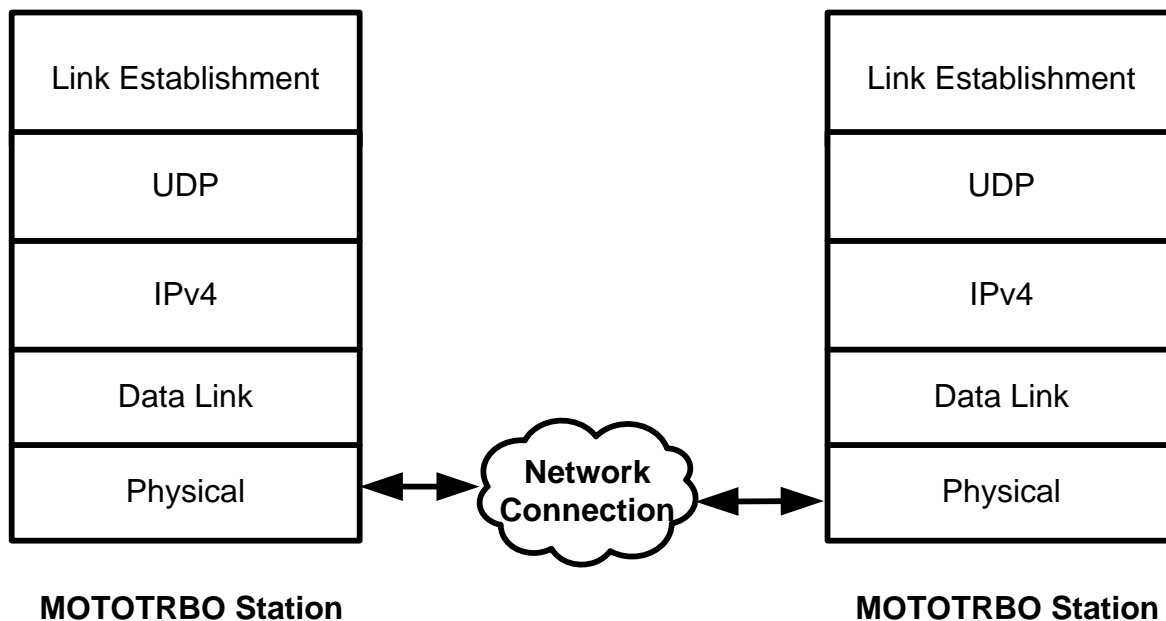 Link Establishment
UDP
IPv4
Data Link
Physical
MOTOTRBO Station
Network
Connection
Link Establishment
UDP
IPv4
Data Link
Physical
MOTOTRBO Station